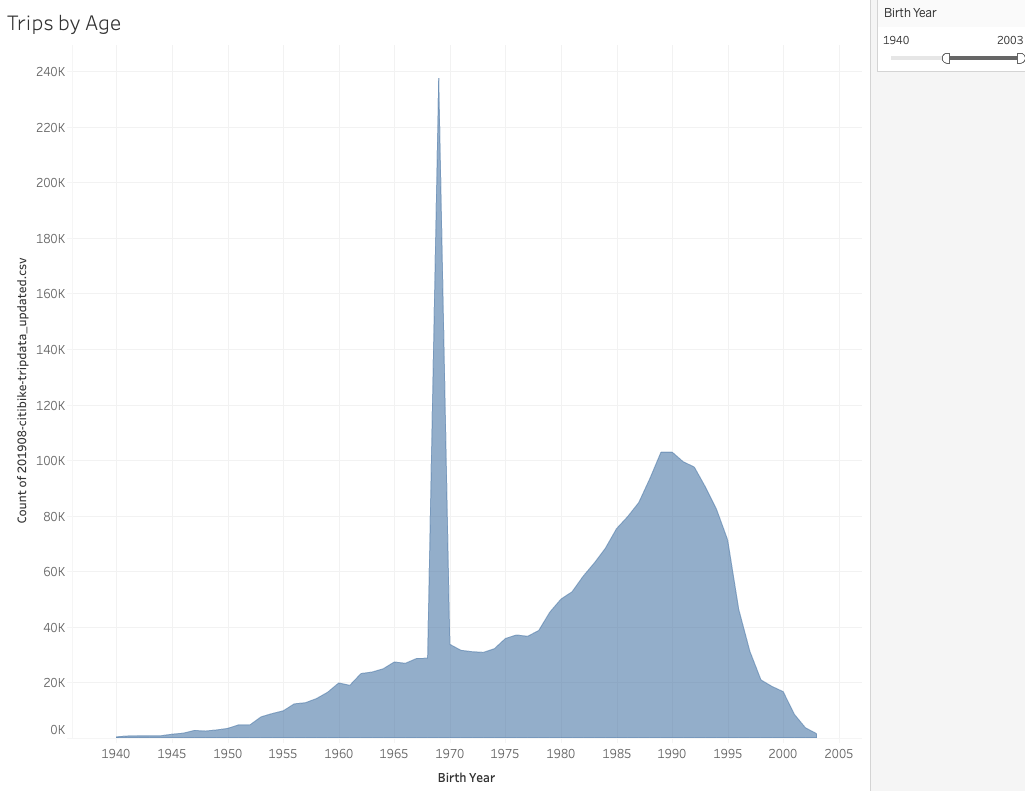 Trips by Age
Birth Year
1940 2003
240K
220K
200K
180K
160K
140K
120K
100K
80K
60K
40K
20K
0K
Count of 201908-citibike-tripdata_updated.csv
1940 1945 1950 1955 1960 1965 1970 1975 1980 1985 1990 1995 2000 2005
Birth Year